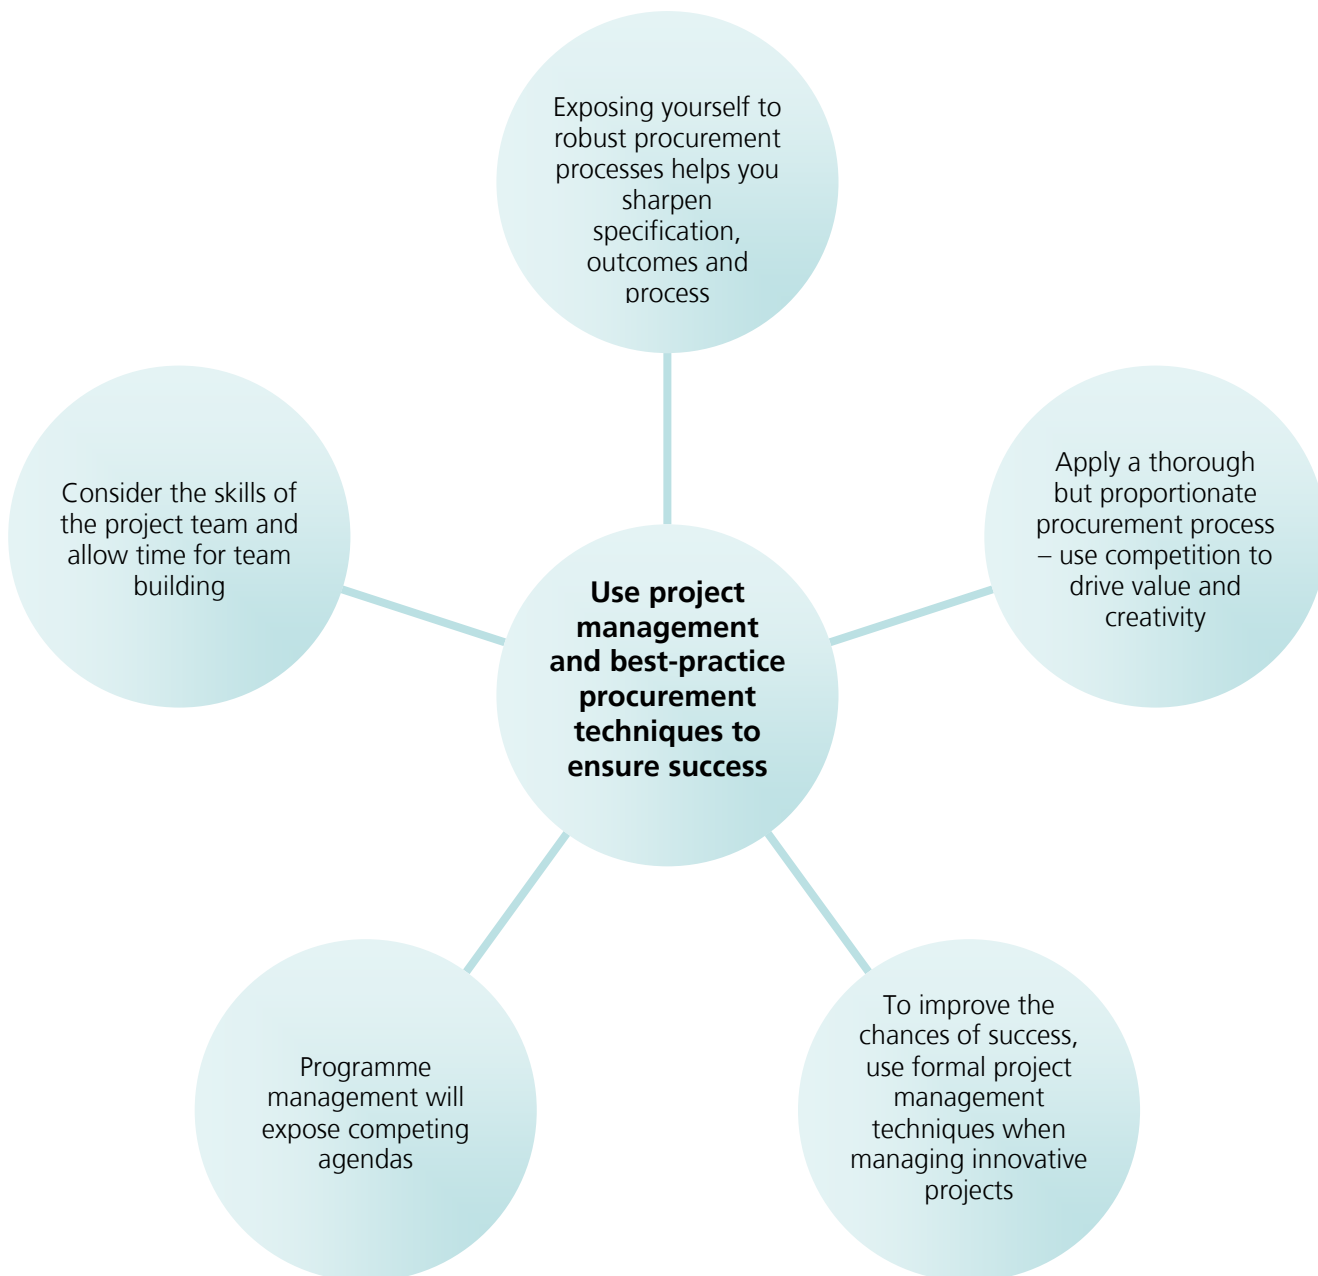 Exposing yourself to
robust procurement
processes helps you
sharpen
specification,
outcomes and
process
Consider the skills of
the project team and
allow time for team
building
Apply a thorough
but proportionate
procurement process
– use competition to
drive value and
creativity
Use project
management
and best-practice
procurement
techniques to
ensure success
Programme
management will
expose competing
agendas
To improve the
chances of success,
use formal project
management
techniques when
managing innovative
projects